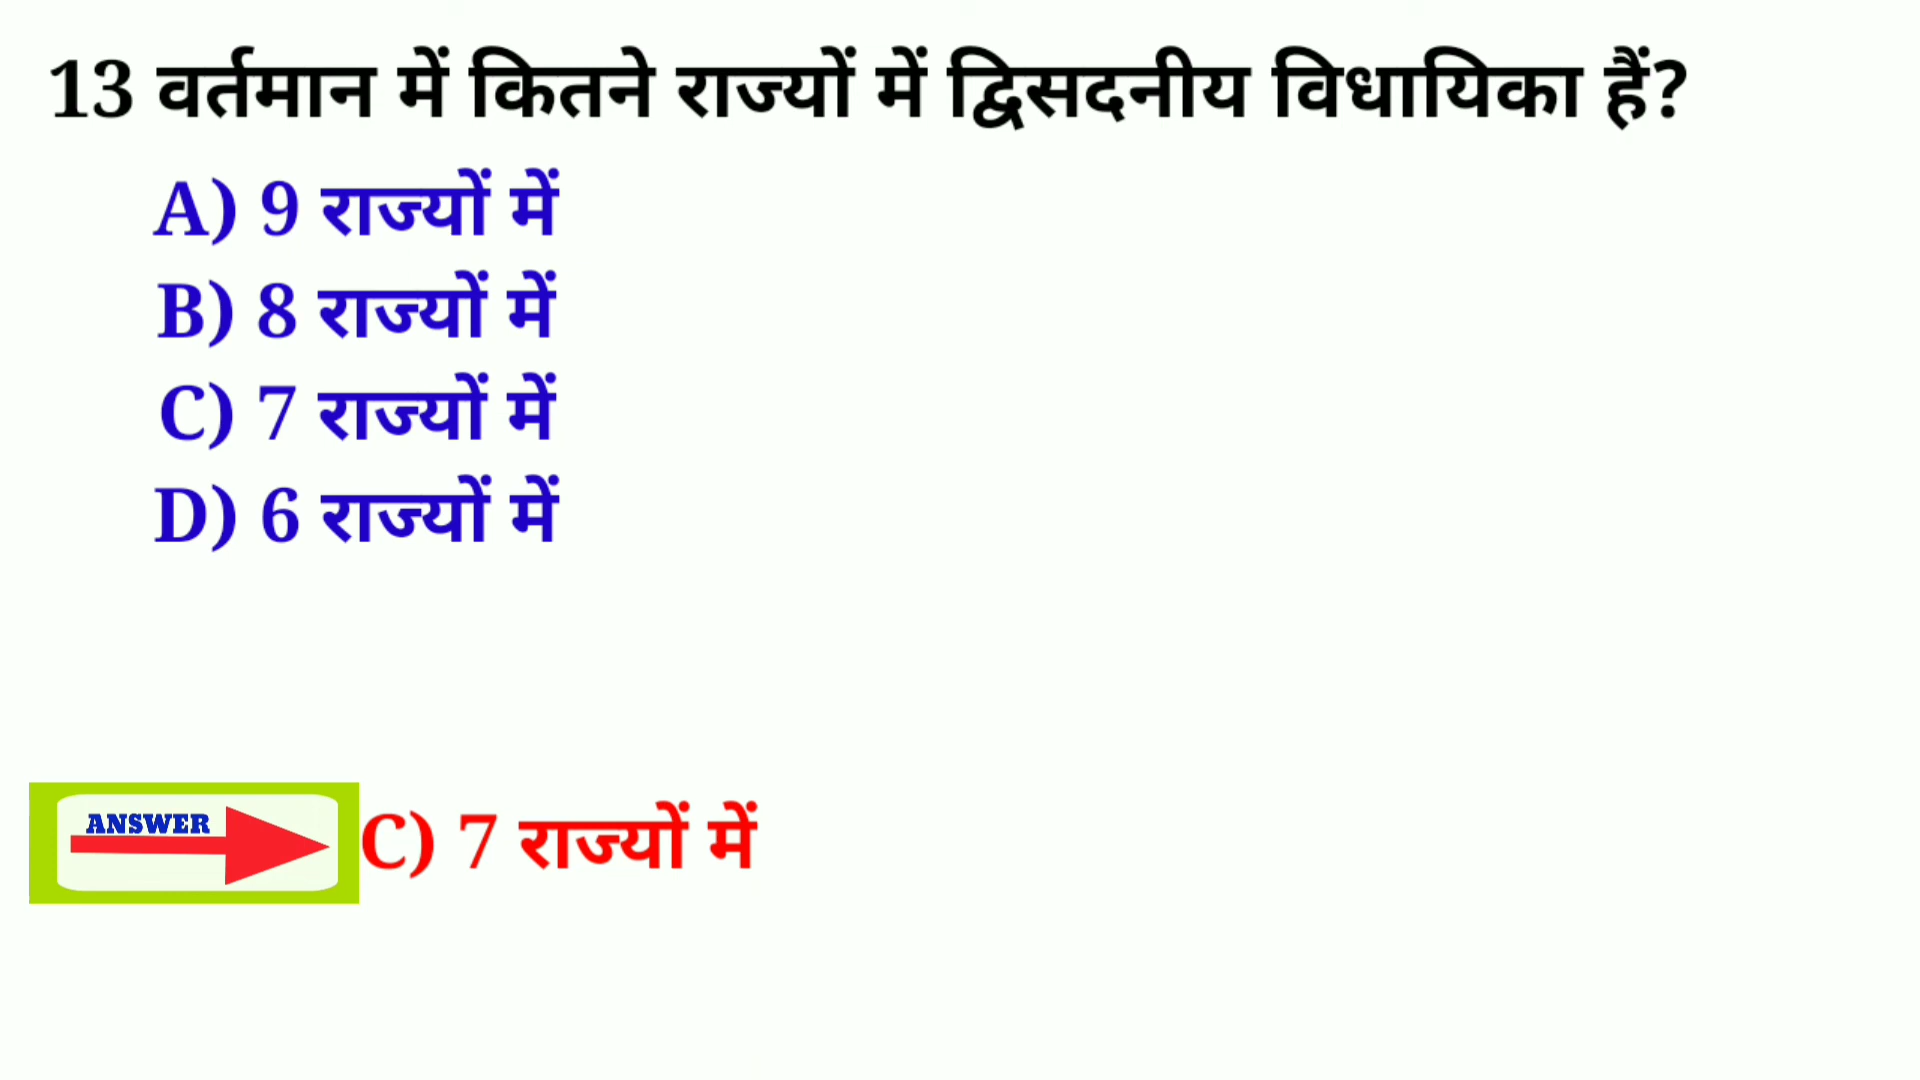 13 वर्तमान में कितने राज्यों में द्विसदनीय विधायिका हैं?
A) 9 राज्यों में
B) 8 राज्यों में
C) 7 राज्यों में
D) 6 राज्यों में
ANSWER C) 7 राज्यों में